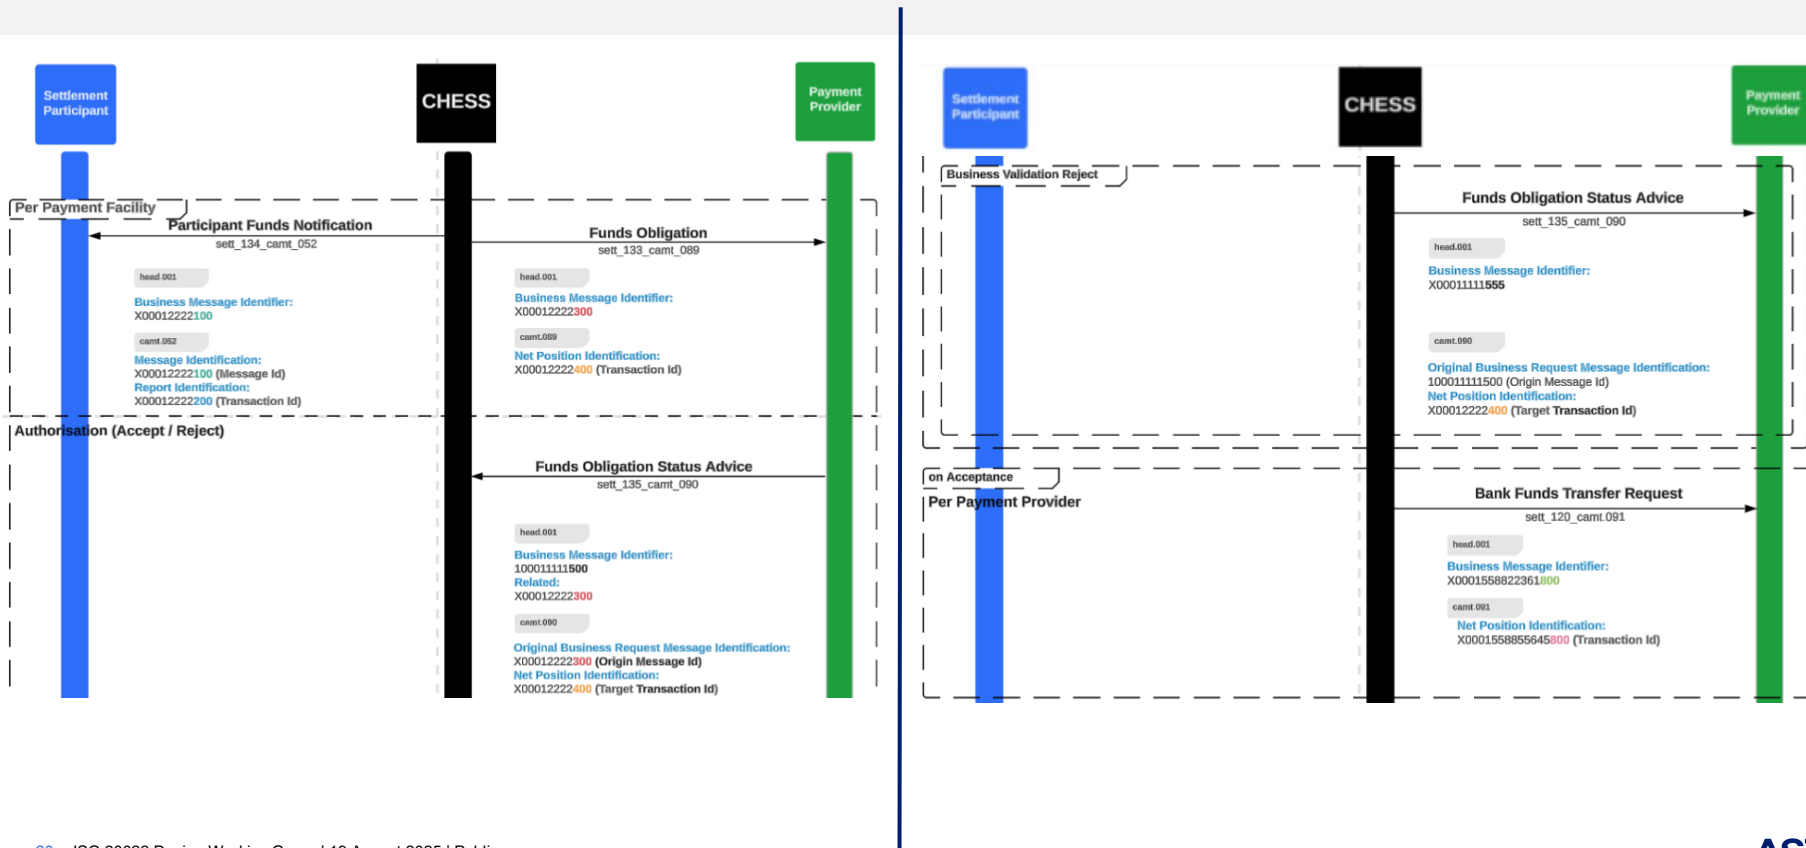 Settlement
Participant
CHESS
Payment
Provider
Per Payment Facility
Participant Funds Notification
sett_134_camt_052
head.001
Business Message Identifier:
X00012222100
camt.052
Message Identification:
X00012222100 (Message Id)
Report Identification:
X00012222200 (Transaction Id)
Funds Obligation
sett_133_camt_089
head.001
Business Message Identifier:
X00012222300
camt.089
Net Position Identification:
X00012222400 (Transaction Id)
Authorisation (Accept / Reject)
Funds Obligation Status Advice
sett_135_camt_090
head.001
Business Message Identifier:
100011111500
Related:
X00012222300
camt.090
Original Business Request Message Identification:
X00012222300 (Origin Message Id)
Net Position Identification:
X00012222400 (Target Transaction Id)
Settlement
Participant
CHESS
Payment
Provider
Business Validation Reject
Funds Obligation Status Advice
sett_135_camt_090
head.001
Business Message Identifier:
X00011111555
camt.090
Original Business Request Message Identification:
100011111500 (Origin Message Id)
Net Position Identification:
X00012222400 (Target Transaction Id)
on Acceptance
Per Payment Provider
Bank Funds Transfer Request
sett_120_camt.091
head.001
Business Message Identifier:
X0001558822361800
camt.091
Net Position Identification:
X0001558855645800 (Transaction Id)